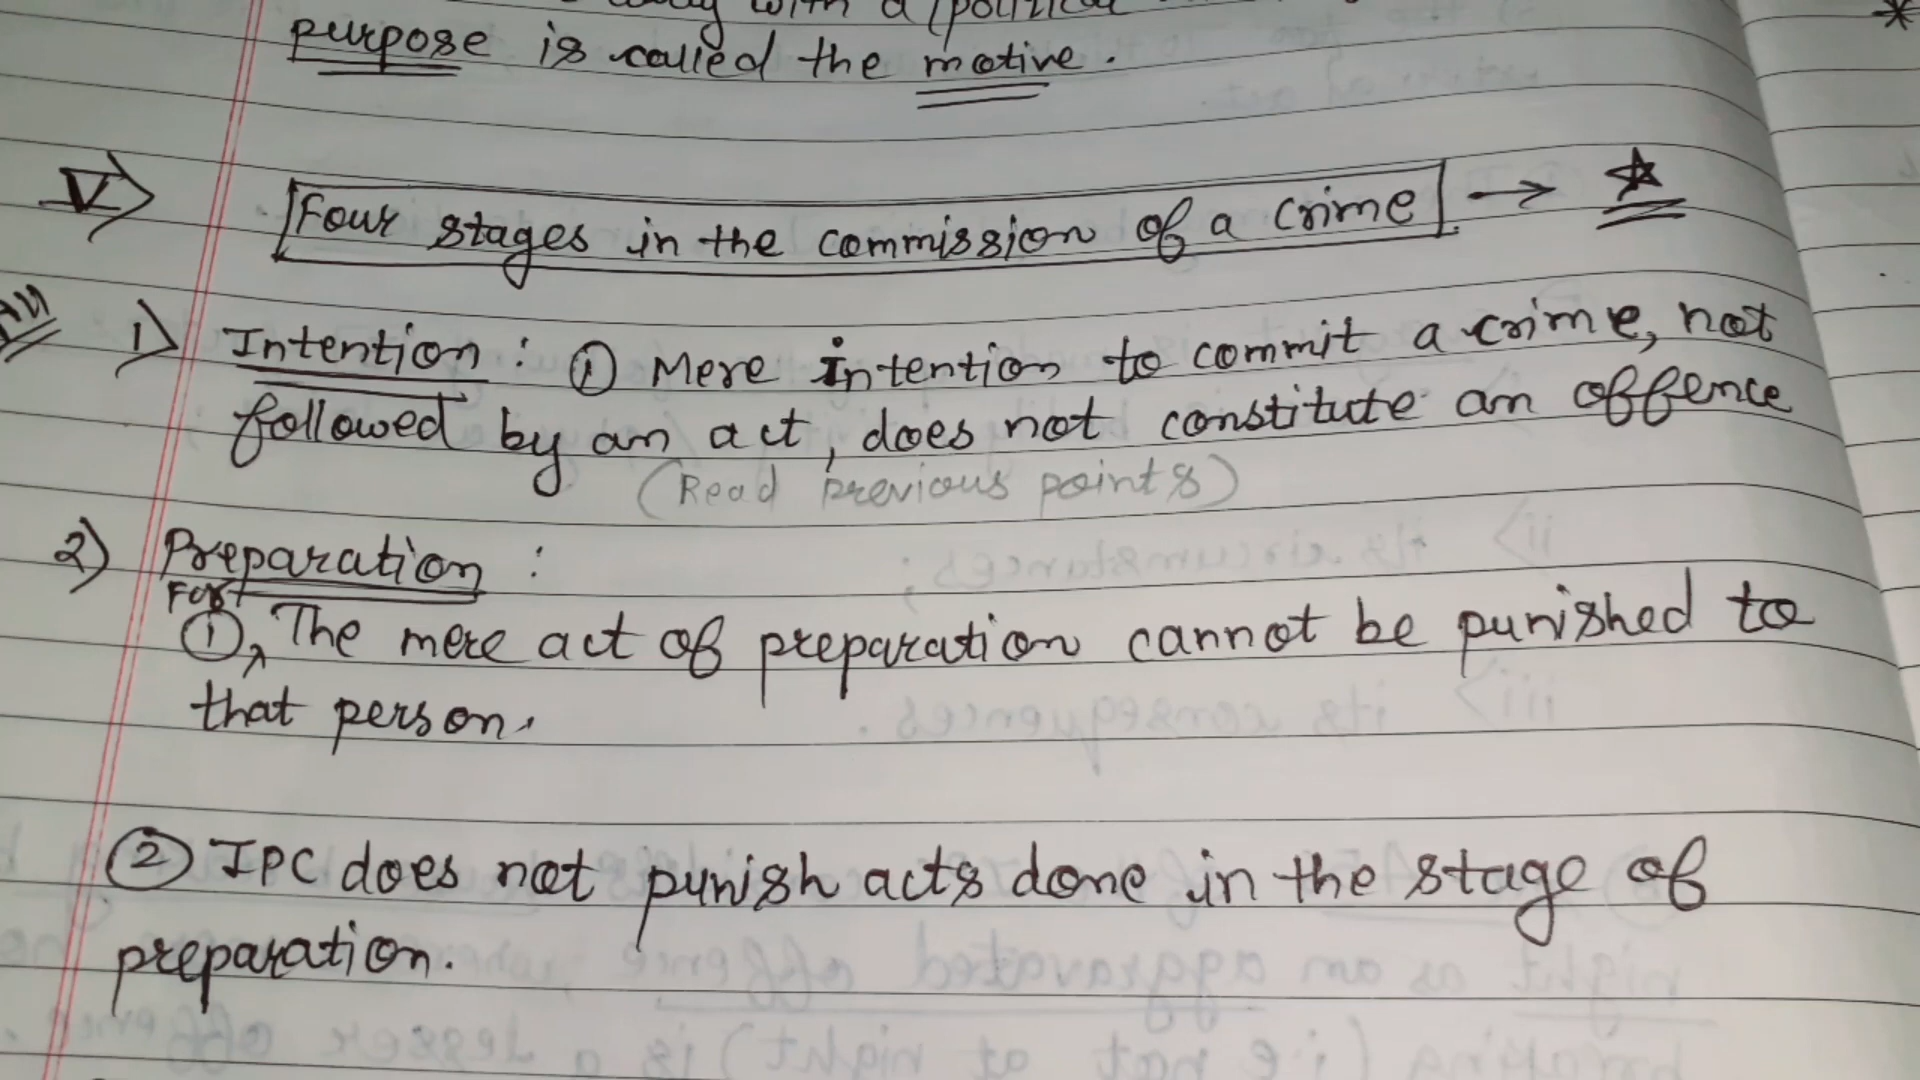 with a political
purpose is called the motive.
V
Four stages in the commission of a crime →
1) Intention : ① Mere intention to commit a crime, not
followed by an act, does not constitute an offence
(Read previous points)
2) Preparation :
For
①, The mere act of preparation cannot be punished to
that person.
② IPC does not punish acts done in the stage of
preparation.